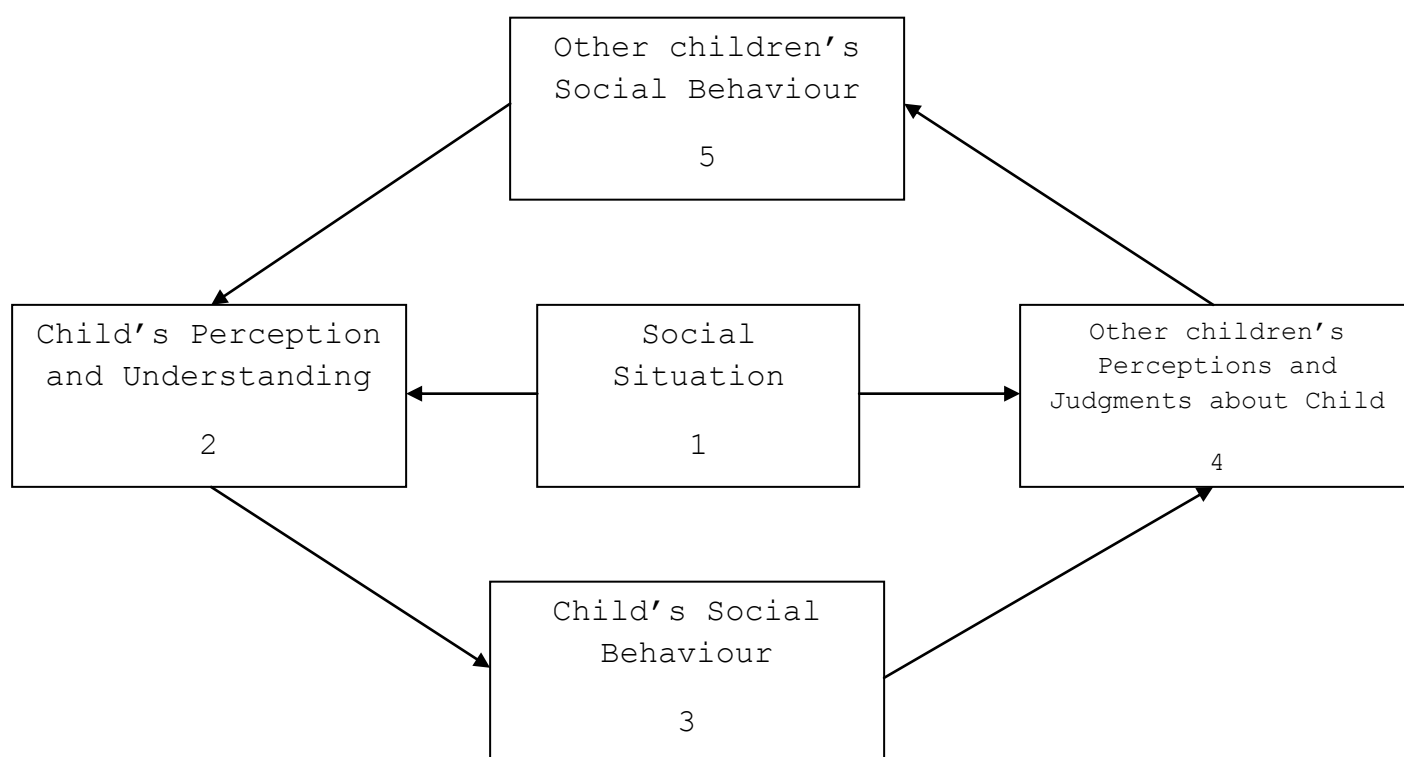 Other children’s
Social Behaviour
5
Child’s Perception
and Understanding
2
Social
Situation
1
Other children’s
Perceptions and
Judgments about Child
4
Child’s Social
Behaviour
3